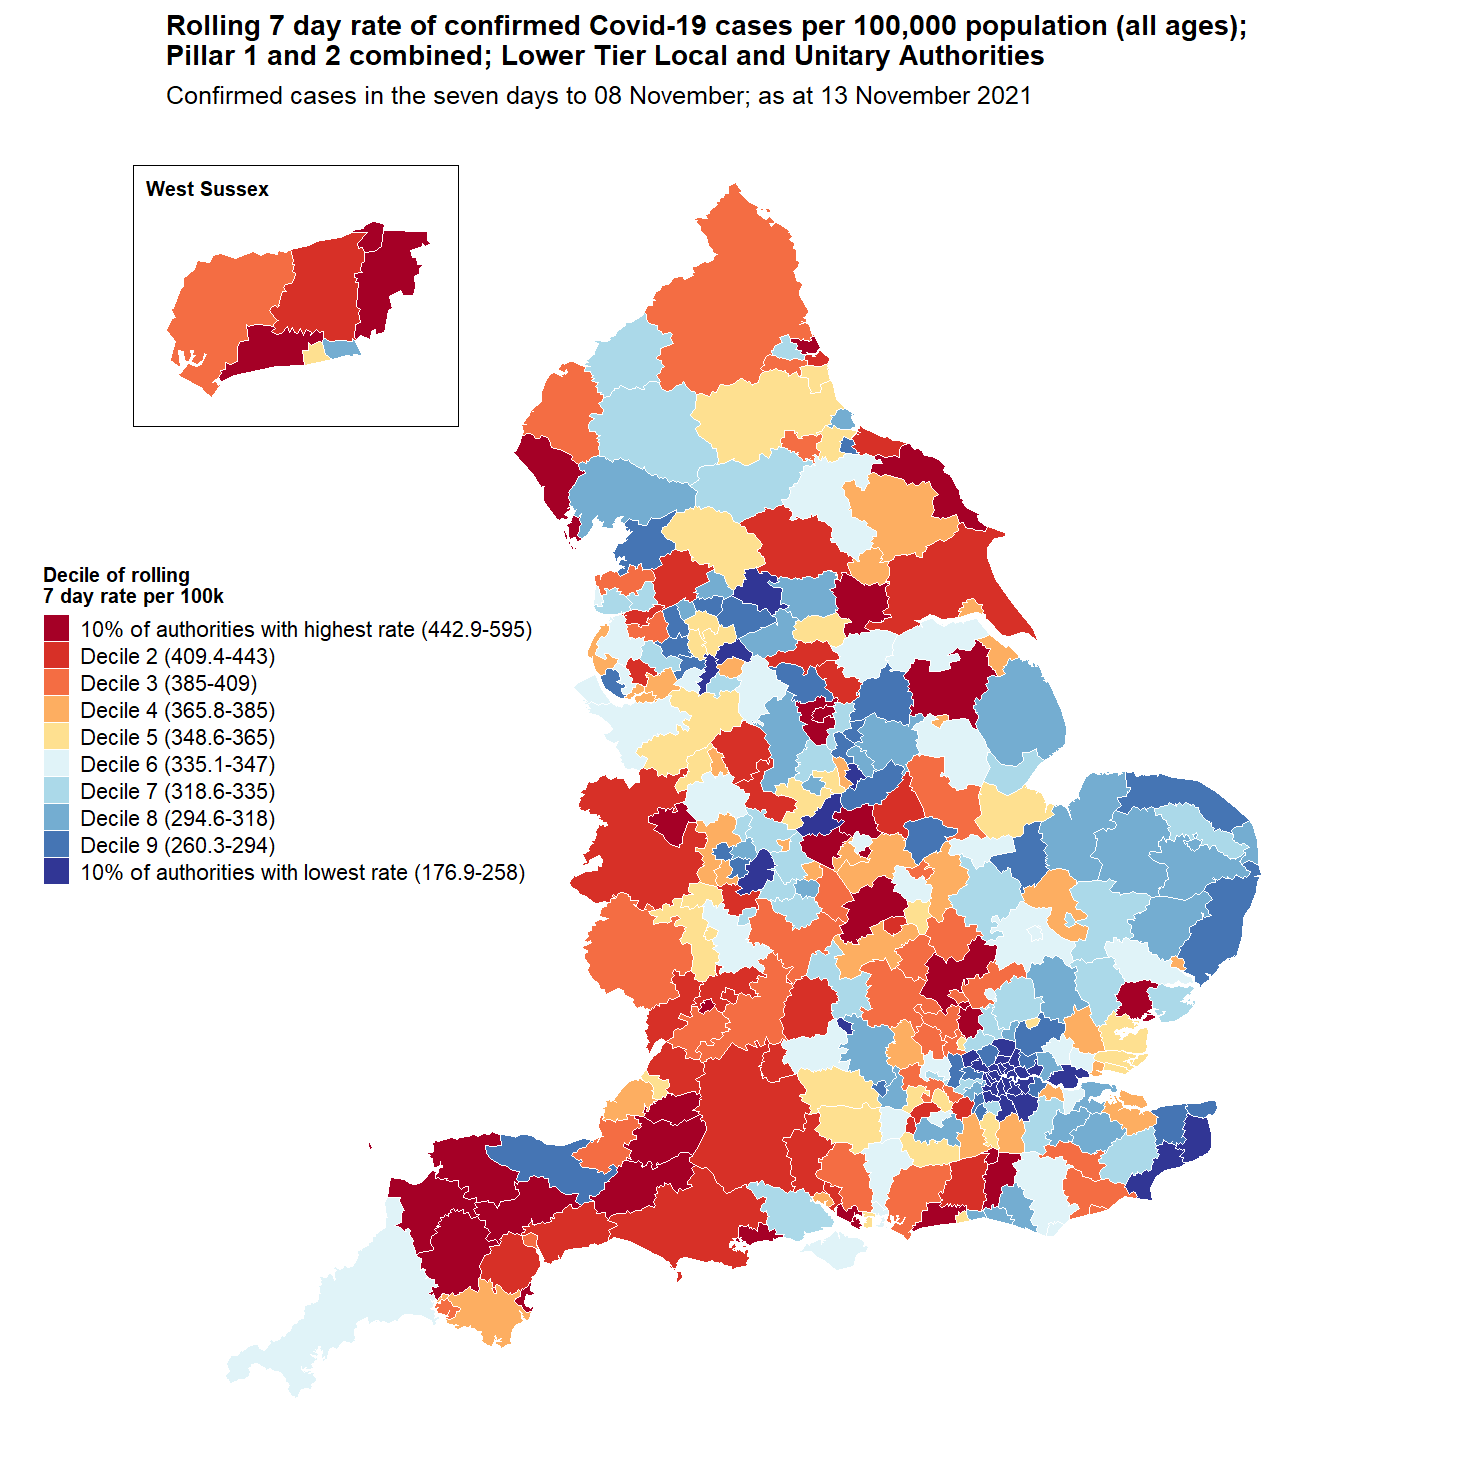 Rolling 7 day rate of confirmed Covid-19 cases per 100,000 population (all ages);
Pillar 1 and 2 combined; Lower Tier Local and Unitary Authorities
Confirmed cases in the seven days to 08 November; as at 13 November 2021
West Sussex
Decile of rolling
7 day rate per 100k
10% of authorities with highest rate (442.9-595)
Decile 2 (409.4-443)
Decile 3 (385-409)
Decile 4 (365.8-385)
Decile 5 (348.6-365)
Decile 6 (335.1-347)
Decile 7 (318.6-335)
Decile 8 (294.6-318)
Decile 9 (260.3-294)
10% of authorities with lowest rate (176.9-258)